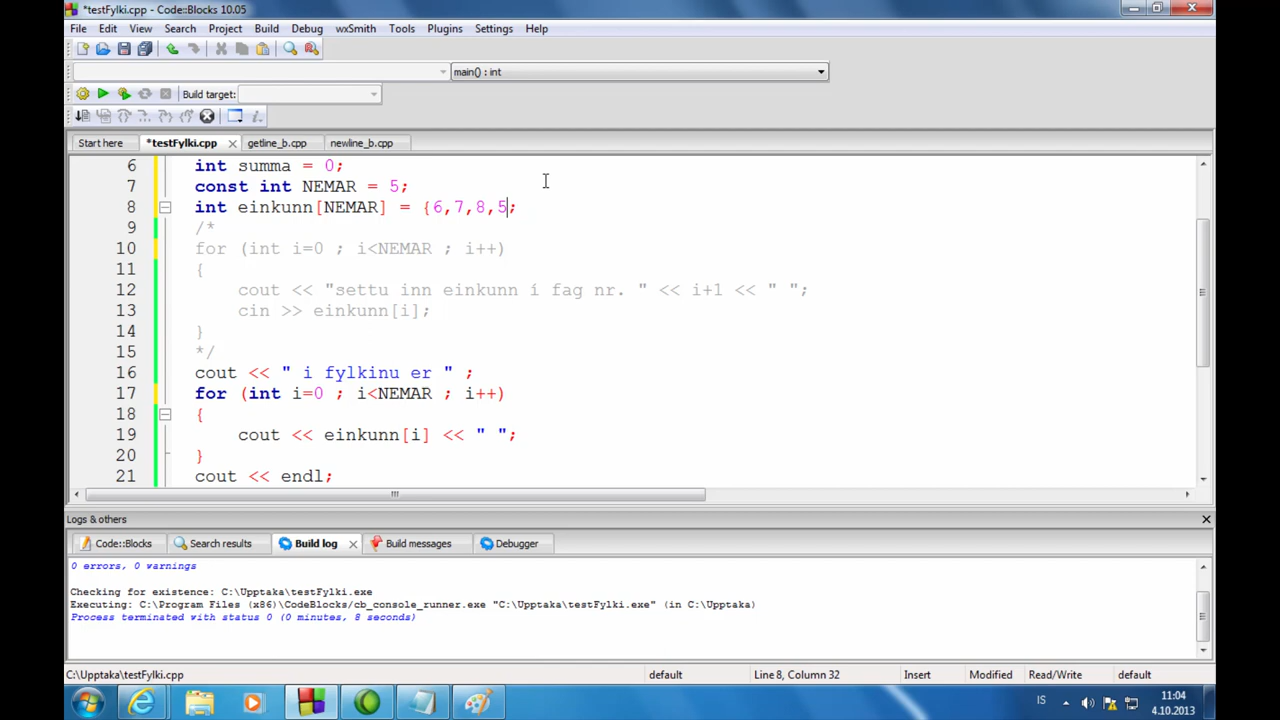 *testFylki.cpp - Code::Blocks 10.05
File Edit View Search Project Build Debug wxSmith Tools Plugins Settings Help
main() : int
Build target:
Start here *testFylki.cpp getline_b.cpp newline_b.cpp
6 int summa = 0;
7 const int NEMAR = 5;
8 int einkunn[NEMAR] = {6,7,8,5;
9 /*
10 for (int i=0 ; i<NEMAR ; i++)
11 {
12 cout << "settu inn einkunn i fag nr. " << i+1 << " ";
13 cin >> einkunn[i];
14 }
15 */
16 cout << " i fylkinu er " ;
17 for (int i=0 ; i<NEMAR ; i++)
18 {
19 cout << einkunn[i] << " ";
20 }
21 cout << endl;
Logs & others
Code::Blocks Search results Build log Build messages Debugger
0 errors, 0 warnings
Checking for existence: C:\Upptaka\testFylki.exe
Executing: C:\Program Files (x86)\CodeBlocks/cb_console_runner.exe "C:\Upptaka\testFylki.exe" (in C:\Upptaka)
Process terminated with status 0 (0 minutes, 8 seconds)
C:\Upptaka\testFylki.cpp default Line 8, Column 32 Insert Modified Read/Write default
IS 11:04
4.10.2013